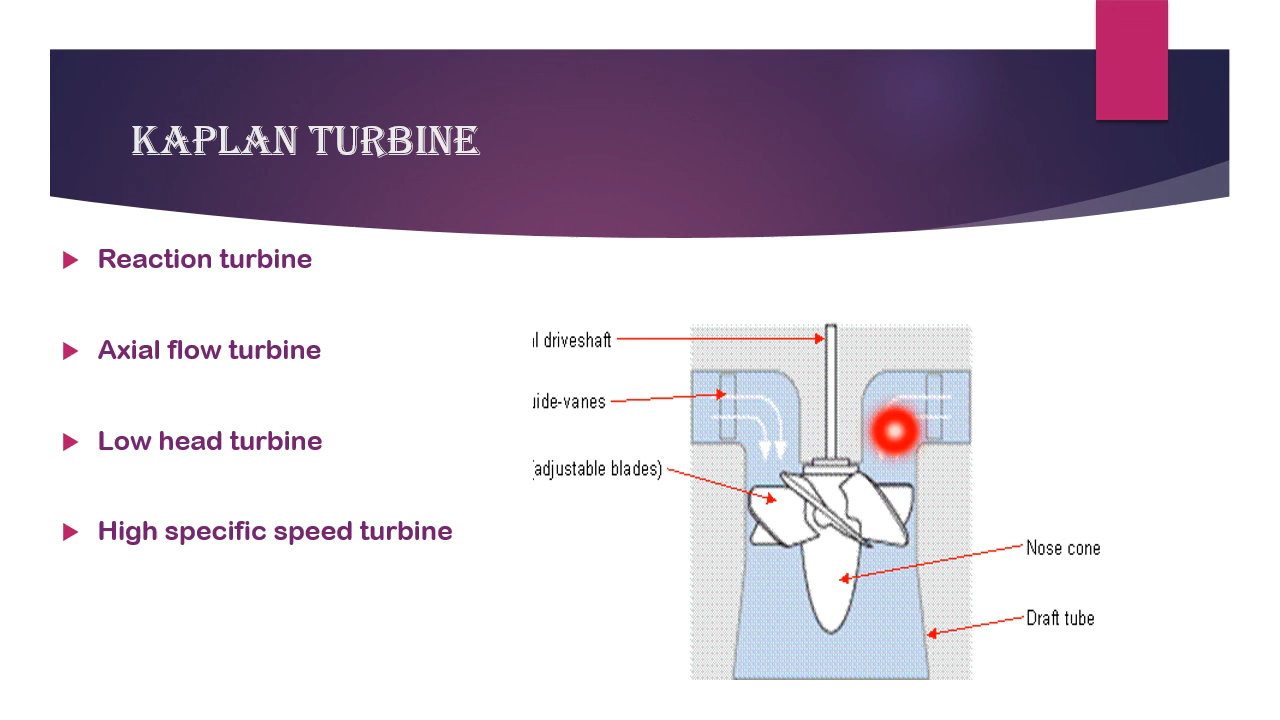 KAPLAN TURBINE
Reaction turbine
Axial flow turbine
Low head turbine
High specific speed turbine
l driveshaft
uide-vanes
(adjustable blades)
Nose cone
Draft tube